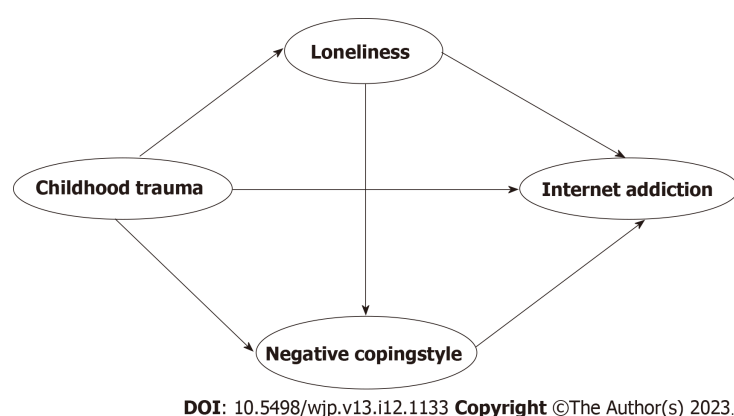 Loneliness
Childhood trauma
Internet addiction
Negative copingstyle
DOI: 10.5498/wjp.v13.i12.1133 Copyright ©The Author(s) 2023.